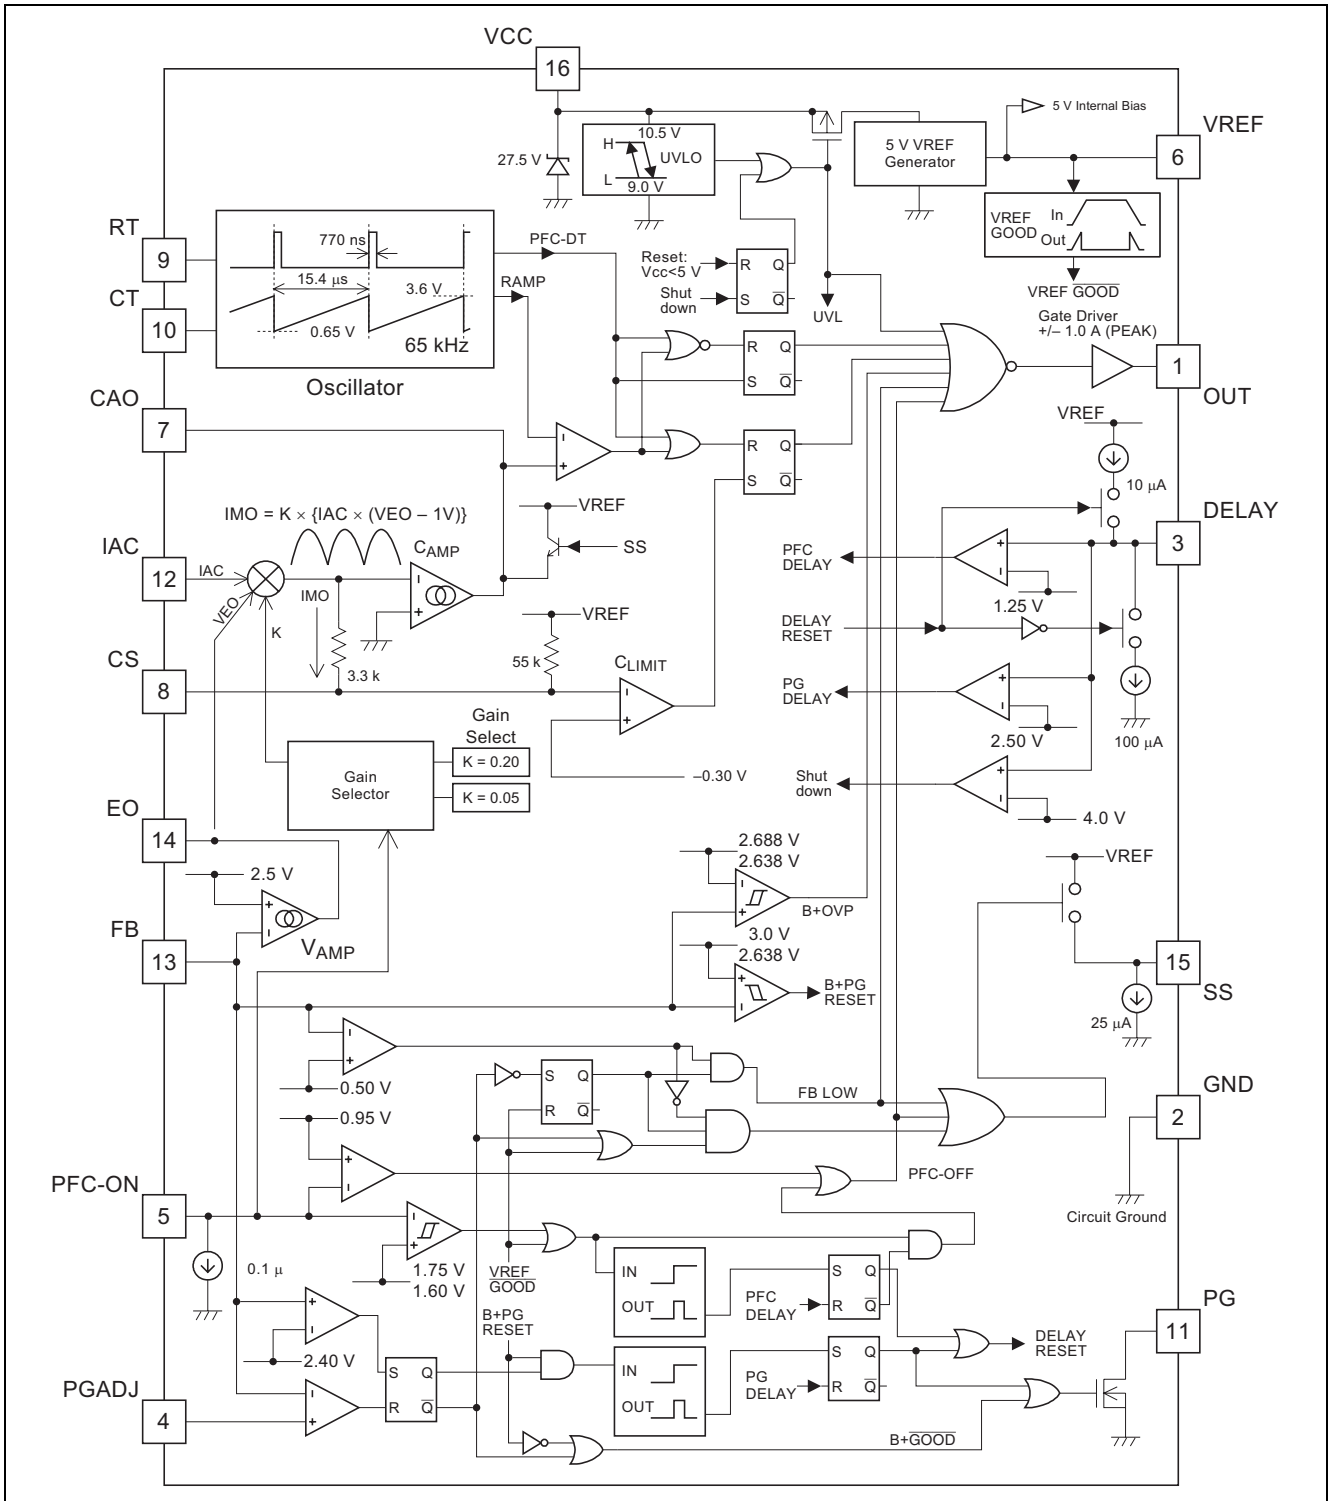 VCC
16
5 V Internal Bias
VREF
6
27.5 V
10.5 V
H
UVLO
L
9.0 V
5 V VREF
Generator
VREF
GOOD
In
Out
VREF GOOD
RT
9
CT
10
770 ns
15.4 μs
3.6 V
0.65 V
65 kHz
Oscillator
PFC-DT
RAMP
Reset:
Vcc<5 V
Shut
down
R Q
S Q
UVL
Gate Driver
+/– 1.0 A (PEAK)
1
OUT
R Q
S Q
CAO
7
R Q
S Q
VREF
10 μA
DELAY
3
IMO = K × {IAC × (VEO – 1V)}
CAMP
VREF
SS
IAC
12
IAC
VEO
K
IMO
3.3 k
PFC
DELAY
1.25 V
DELAY
RESET
VREF
55 k
CLIMIT
CS
8
PG
DELAY
2.50 V
100 μA
Gain
Select
K = 0.20
K = 0.05
Gain
Selector
–0.30 V
Shut
down
4.0 V
EO
14
2.5 V
VAMP
FB
13
2.688 V
2.638 V
B+OVP
3.0 V
2.638 V
B+PG
RESET
VREF
15
SS
25 μA
0.50 V
0.95 V
S Q
R Q
FB LOW
GND
2
Circuit Ground
PFC-OFF
PFC-ON
5
0.1 μ
1.75 V
1.60 V
VREF
GOOD
IN
OUT
PFC
DELAY
S Q
R Q
B+PG
RESET
2.40 V
PGADJ
4
S Q
R Q
IN
OUT
PG
DELAY
S Q
R Q
DELAY
RESET
PG
11
B+GOOD